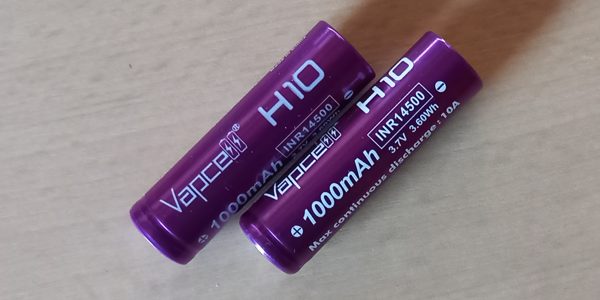 Vapcell®
H10
INR14500
1000mAh
Vapcell
H10
INR14500
1000mAh
3.7V 3.60Wh
Max continuous discharge: 10A